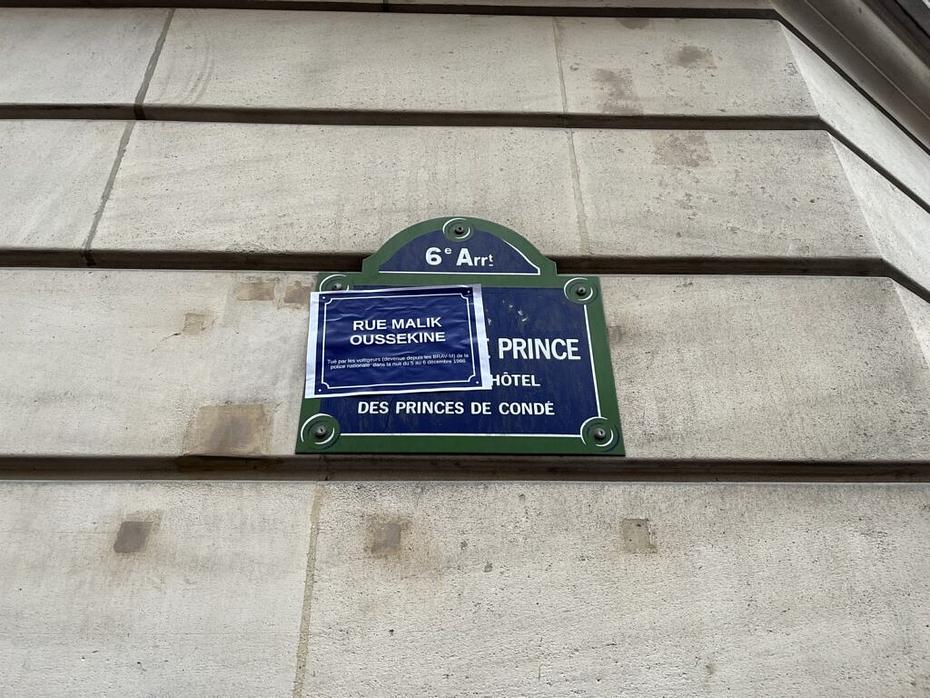 6e Arrt
RUE MALIK
OUSSEKINE
Tué par les voltigeurs (devenue depuis les BRAV-M) de la
police nationale dans la nuit du 5 au 6 décembre 1986
PRINCE
HÔTEL
DES PRINCES DE CONDÉ